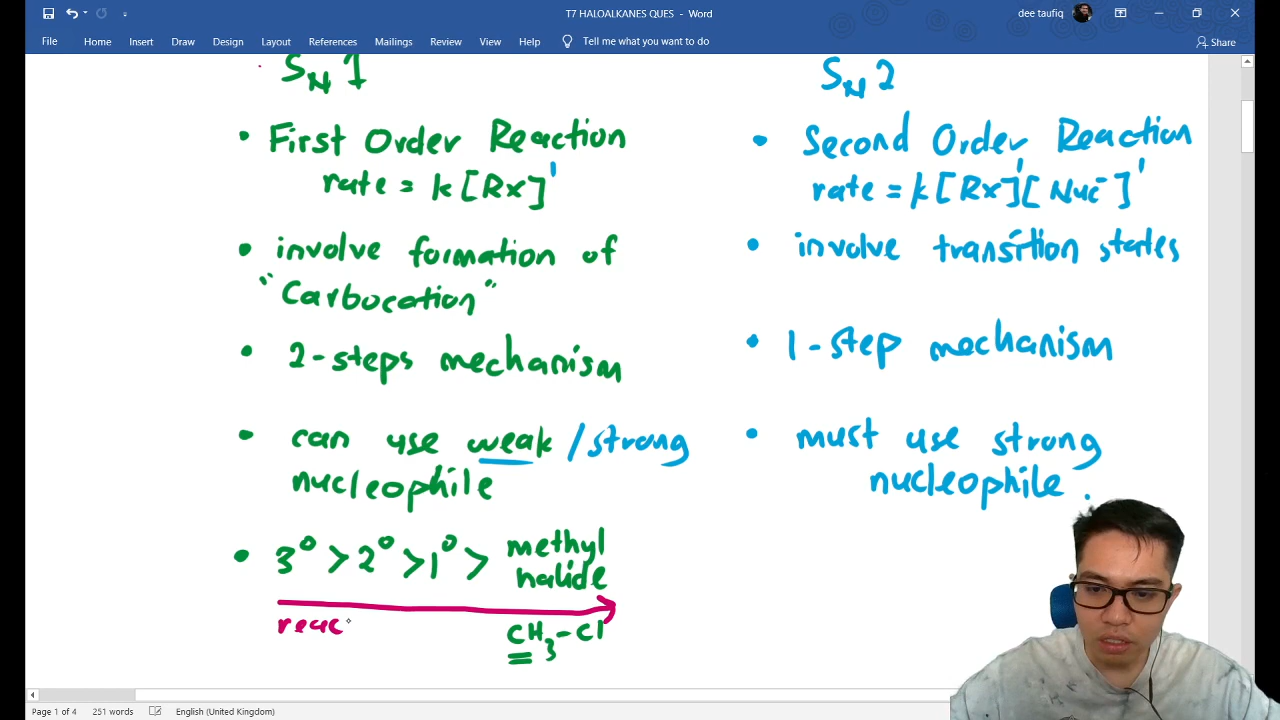 T7 HALOALKANES QUES - Word
dee taufiq
File Home Insert Draw Design Layout References Mailings Review View Help Tell me what you want to do
Share
SN1
• First Order Reaction
rate = k[Rx]¹
• involve formation of
"Carbocation"
• 2-steps mechanism
• can use weak / strong
nucleophile
• 3° > 2° > 1° > methyl
halide
reac
CH₃-Cl
SN2
• Second Order Reaction
rate = k[Rx]¹[Nuc⁻]¹
• involve transition states
• 1-step mechanism
• must use strong
nucleophile.
Page 1 of 4 251 words English (United Kingdom)